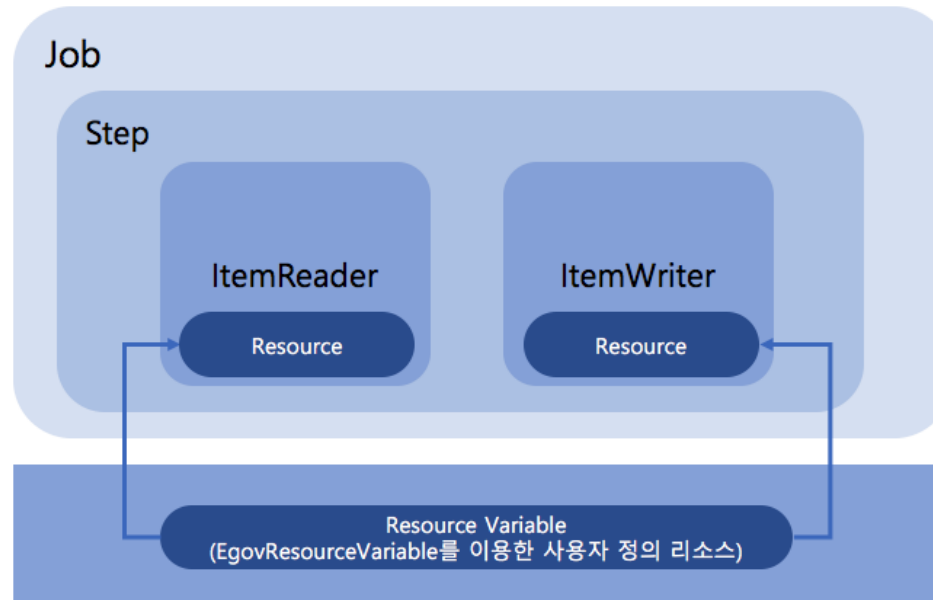 Job
Step
ItemReader
ItemWriter
Resource
Resource
Resource Variable
(EgovResourceVariable를 이용한 사용자 정의 리소스)